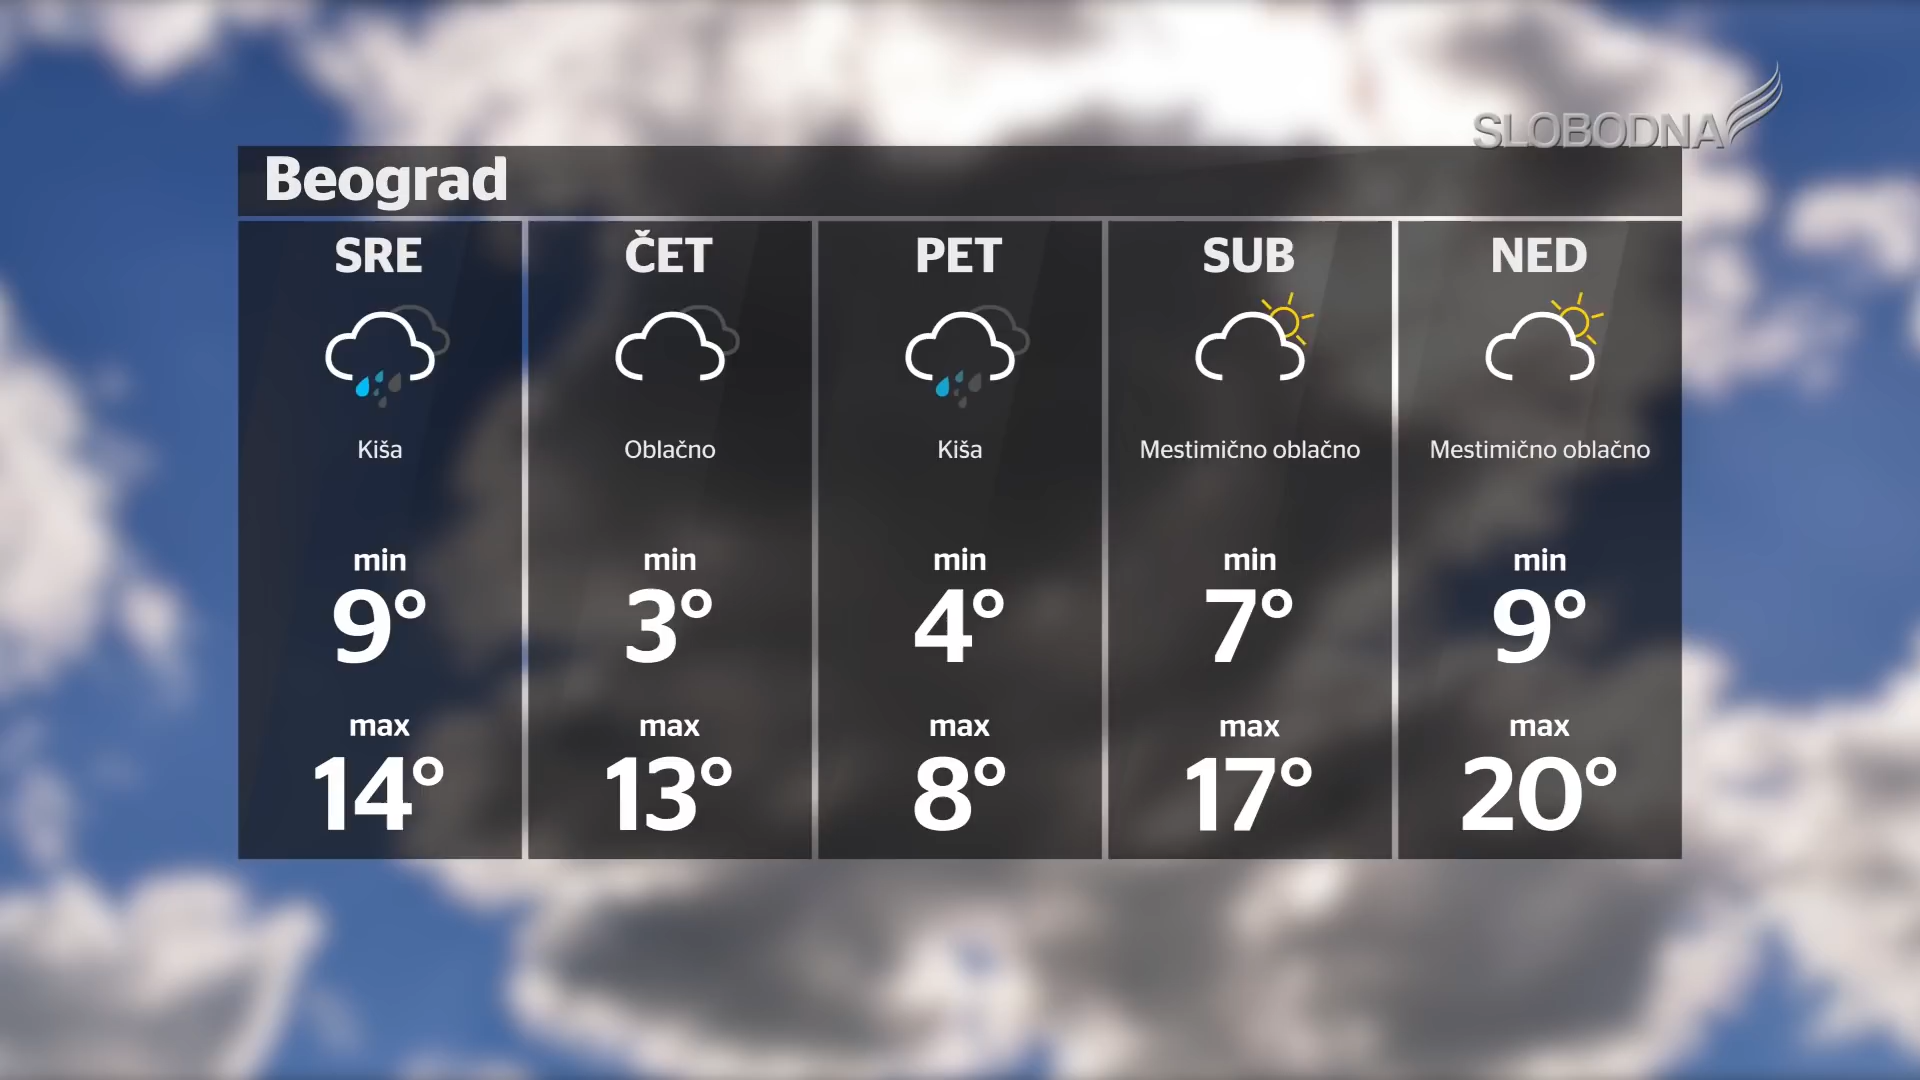 SLOBODNA
Beograd
SRE
Kiša
min
9°
max
14°
ČET
Oblačno
min
3°
max
13°
PET
Kiša
min
4°
max
8°
SUB
Mestimično oblačno
min
7°
max
17°
NED
Mestimično oblačno
min
9°
max
20°